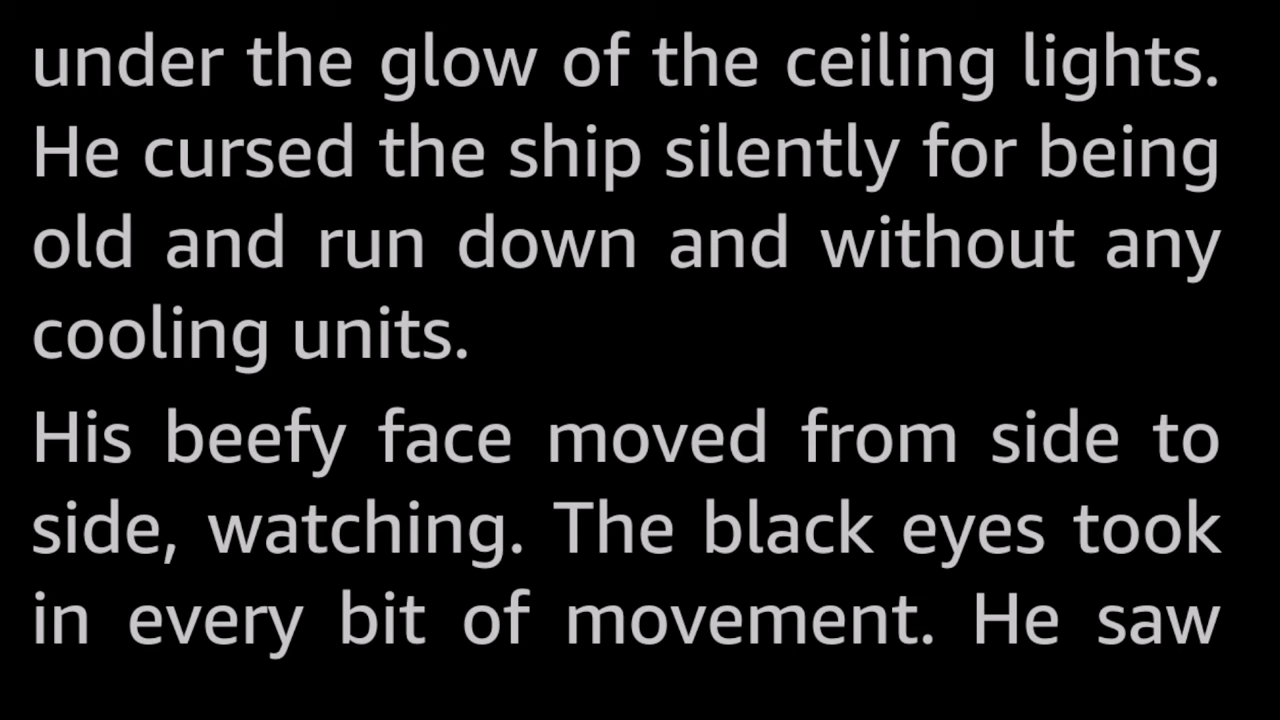 under the glow of the ceiling lights.
He cursed the ship silently for being
old and run down and without any
cooling units.
His beefy face moved from side to
side, watching. The black eyes took
in every bit of movement. He saw